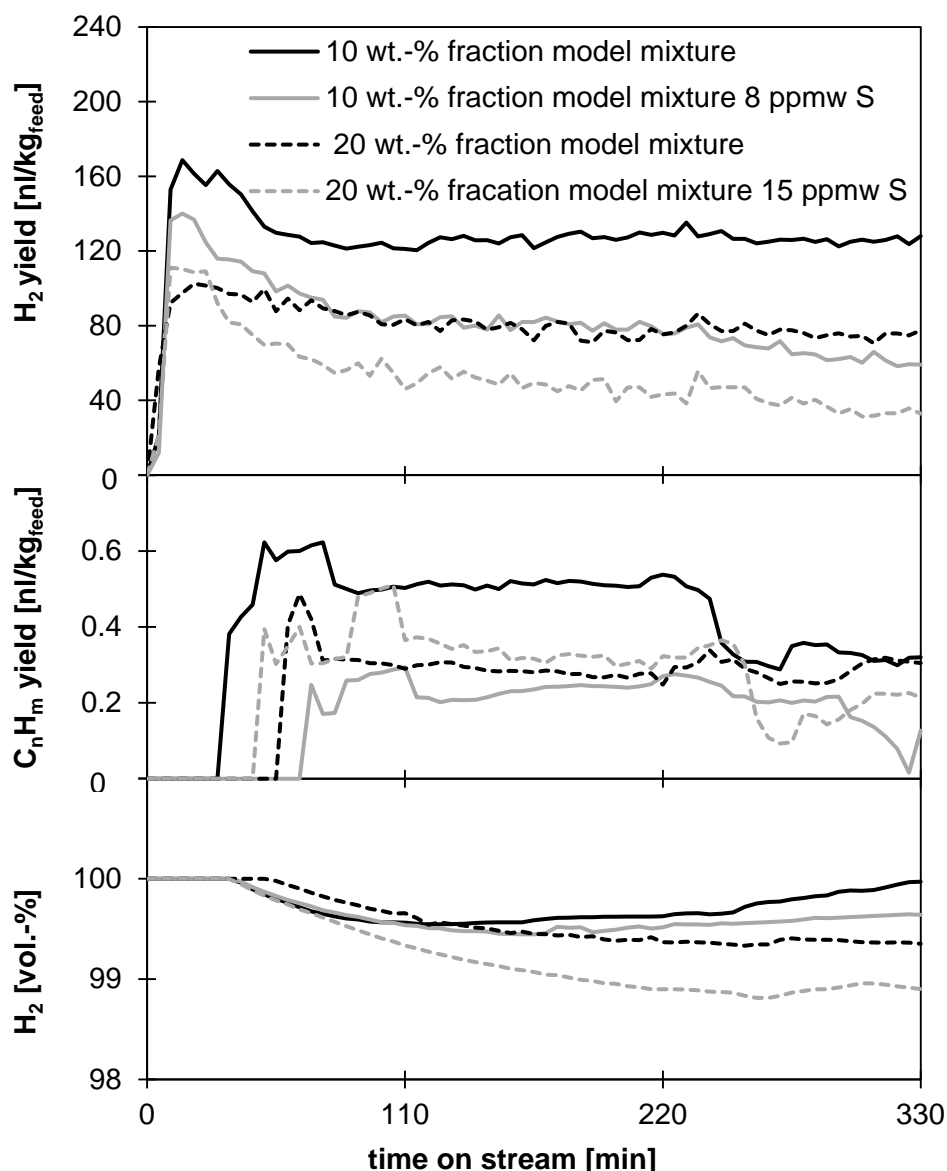 240
200
160
120
80
40
0
H2 yield [nl/kgfeed]
10 wt.-% fraction model mixture
10 wt.-% fraction model mixture 8 ppmw S
20 wt.-% fraction model mixture
20 wt.-% fracation model mixture 15 ppmw S
0.6
0.4
0.2
0
CnHm yield [nl/kgfeed]
100
99
98
H2 [vol.-%]
0 110 220 330
time on stream [min]